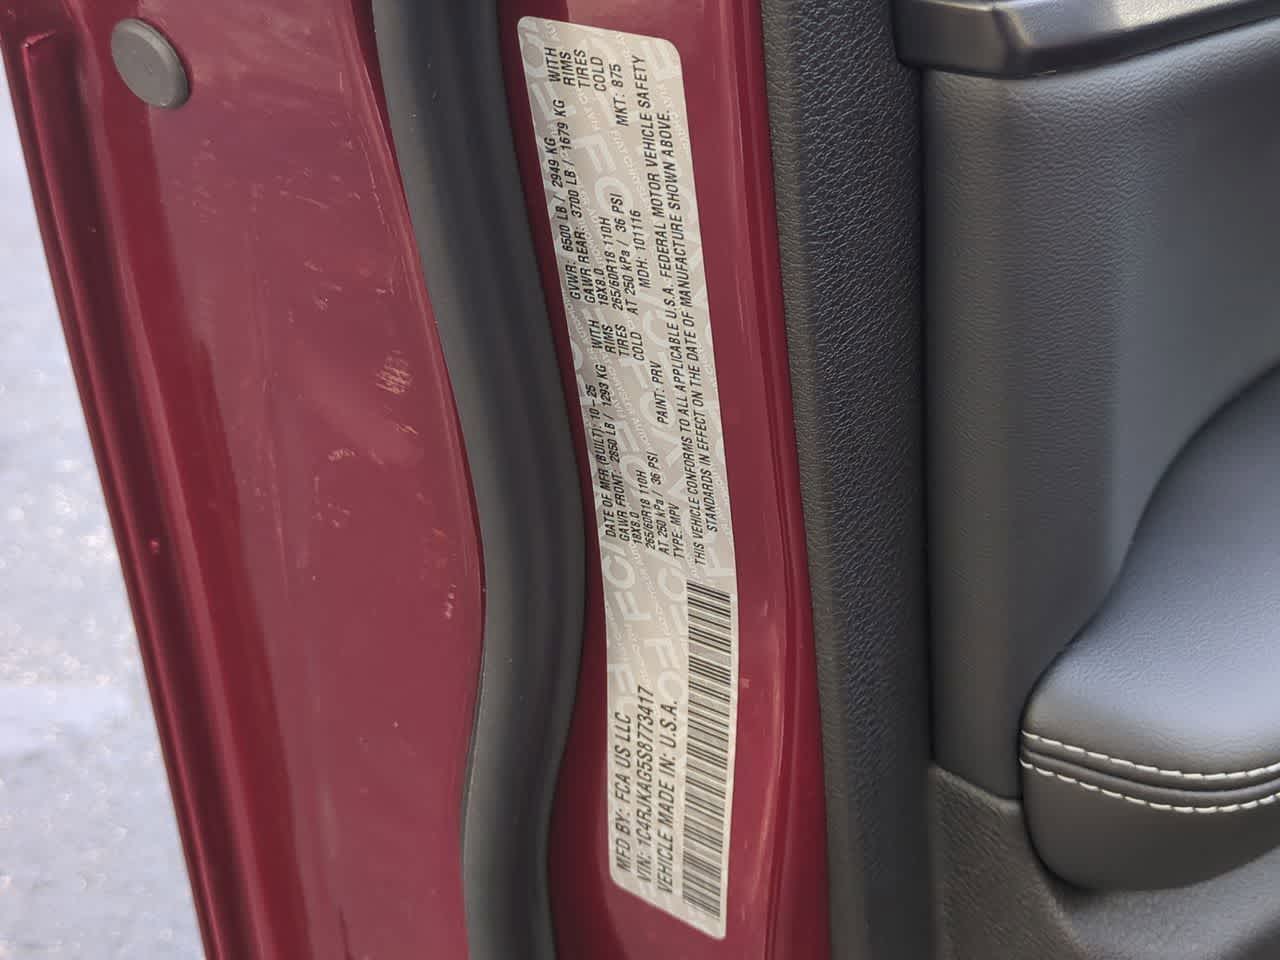 MFD BY: FCA US LLC
VIN: 1C4RJKAG5S8773417
VEHICLE MADE IN: U.S.A.
DATE OF MFR (BUILT): 10-25 GVWR: 6500 LB / 2949 KG WITH
GAWR FRONT: 2850 LB / 1293 KG WITH GAWR REAR: 3700 LB / 1679 KG RIMS
18X8.0 RIMS 18X8.0 TIRES
265/60R18 110H TIRES 265/60R18 110H COLD
AT 250 kPa / 36 PSI COLD AT 250 kPa / 36 PSI
TYPE: MPV PAINT: PRV MDH: 101116 MKT: 875
THIS VEHICLE CONFORMS TO ALL APPLICABLE U.S.A. FEDERAL MOTOR VEHICLE SAFETY
STANDARDS IN EFFECT ON THE DATE OF MANUFACTURE SHOWN ABOVE.